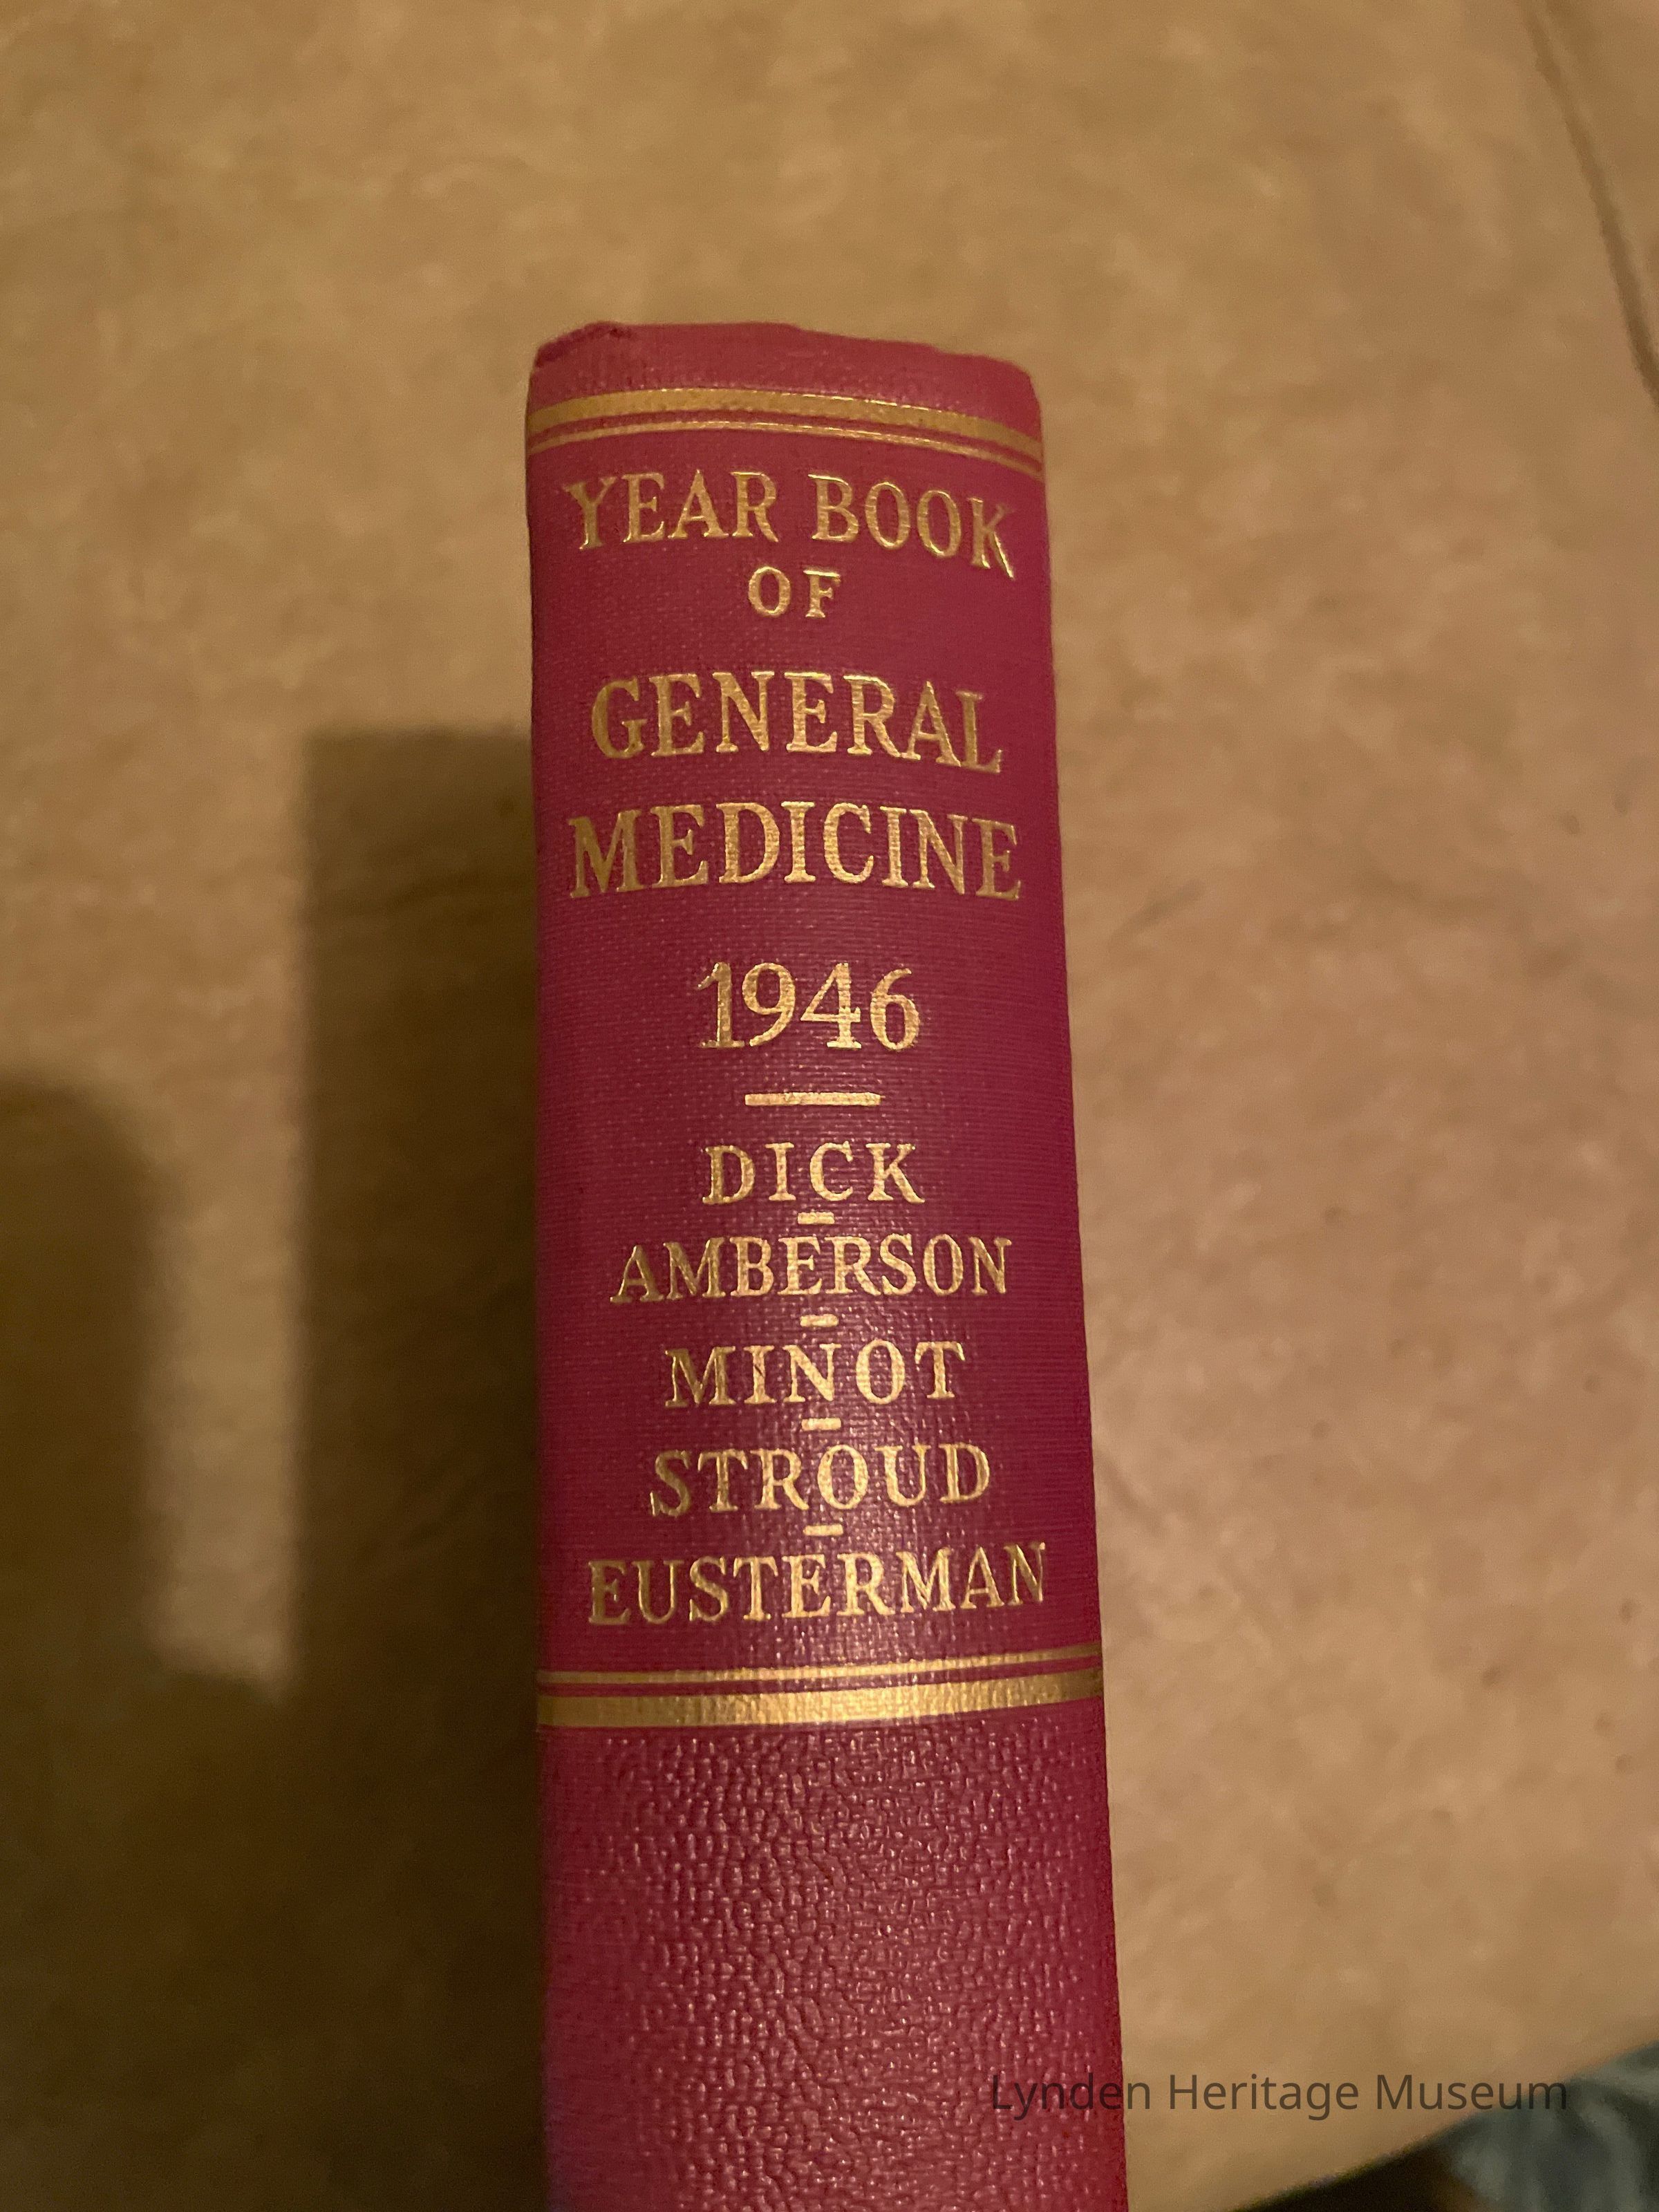 YEAR BOOK
OF
GENERAL
MEDICINE
1946
DICK
AMBERSON
MINOT
STROUD
EUSTERMAN
Lynden Heritage Museum